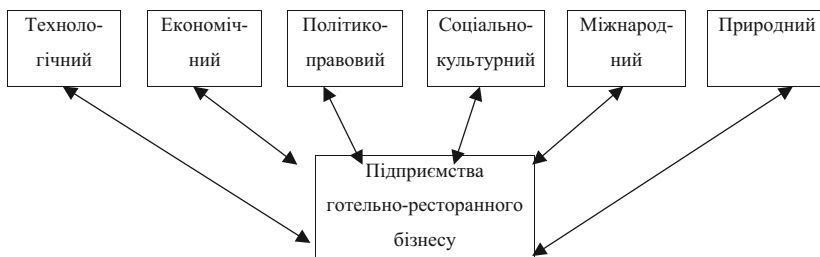 Техноло-
гічний
Економіч-
ний
Політико-
правовий
Соціально-
культурний
Міжнарод-
ний
Природний
Підприємства
готельно-ресторанного
бізнесу